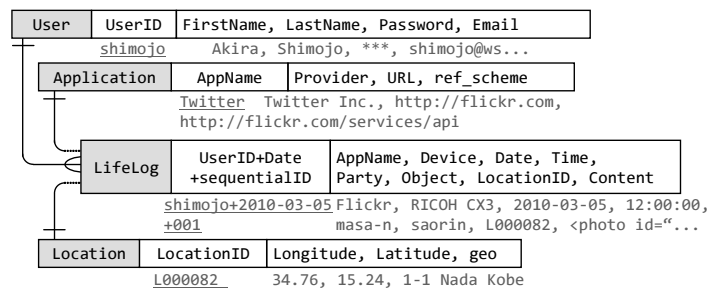 User UserID FirstName, LastName, Password, Email
shimojo Akira, Shimojo, ***, shimojo@ws...
Application AppName Provider, URL, ref_scheme
Twitter Twitter Inc., http://flickr.com,
http://flickr.com/services/api
LifeLog UserID+Date
+sequentialID AppName, Device, Date, Time,
Party, Object, LocationID, Content
shimojo+2010-03-05
+001 Flickr, RICOH CX3, 2010-03-05, 12:00:00,
masa-n, saorin, L000082, <photo id=“...
Location LocationID Longitude, Latitude, geo
L000082 34.76, 15.24, 1-1 Nada Kobe